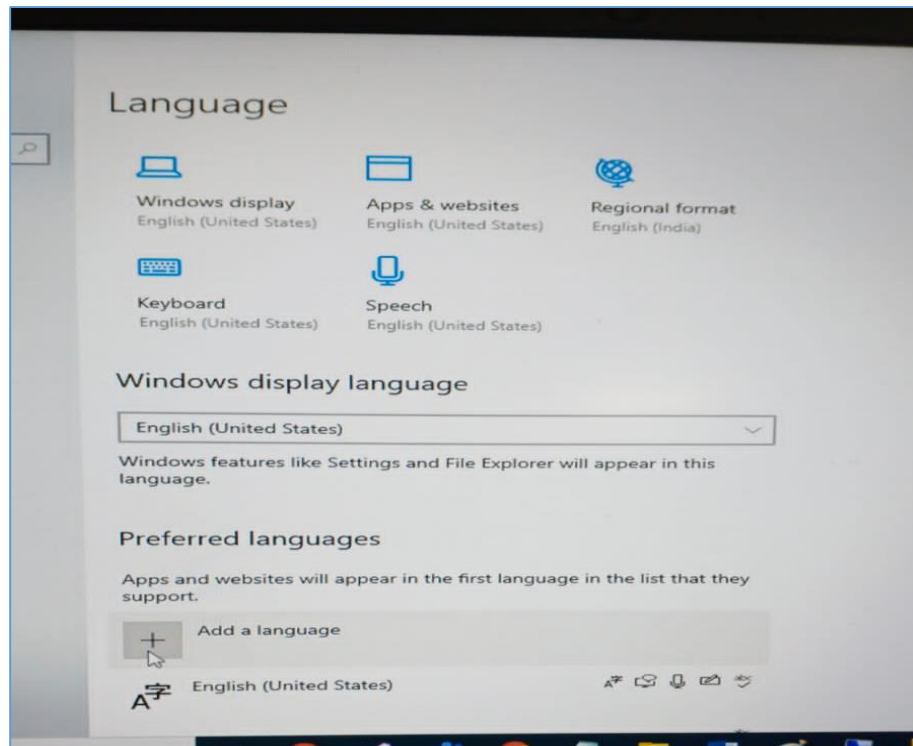 Language
Windows display
English (United States)
Apps & websites
English (United States)
Regional format
English (India)
Keyboard
English (United States)
Speech
English (United States)
Windows display language
English (United States)
Windows features like Settings and File Explorer will appear in this
language.
Preferred languages
Apps and websites will appear in the first language in the list that they
support.
Add a language
A字 English (United States)